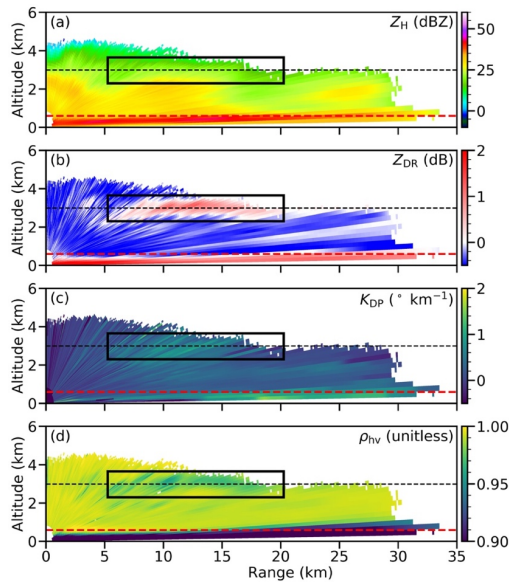 (a) Z_H (dBZ)
6
4
2
0
Altitude (km)
50
25
0
(b) Z_DR (dB)
6
4
2
0
Altitude (km)
2
1
0
(c) K_DP (° km⁻¹)
6
4
2
0
Altitude (km)
2
1
0
(d) ρ_hv (unitless)
6
4
2
0
Altitude (km)
1.00
0.95
0.90
0 5 10 15 20 25 30 35
Range (km)